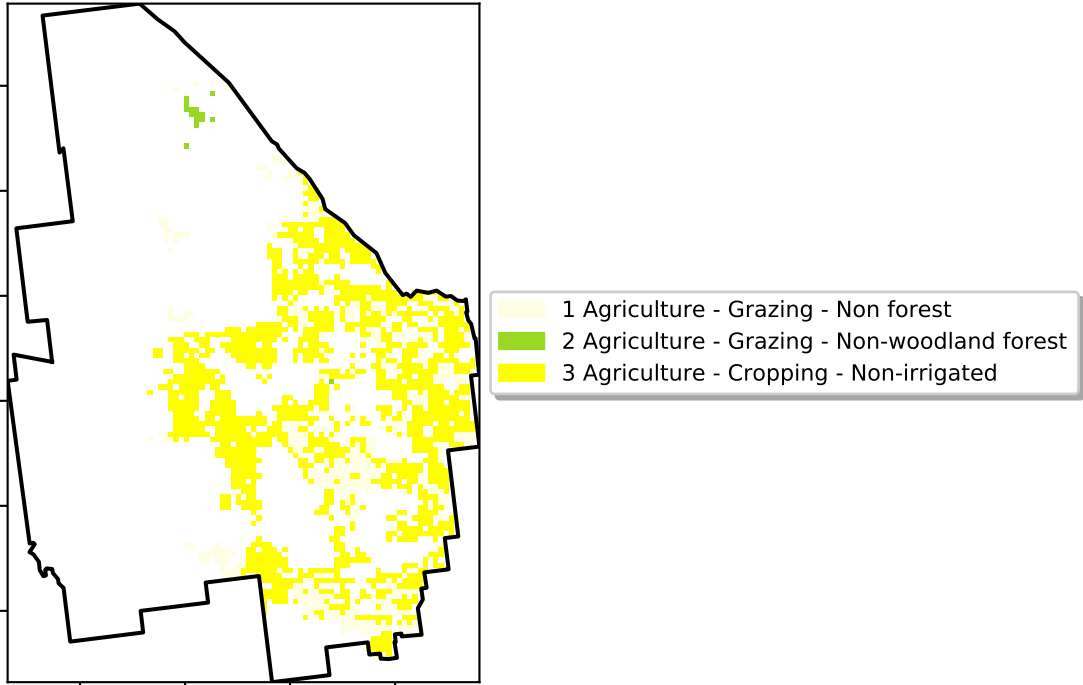 1 Agriculture - Grazing - Non forest
2 Agriculture - Grazing - Non-woodland forest
3 Agriculture - Cropping - Non-irrigated